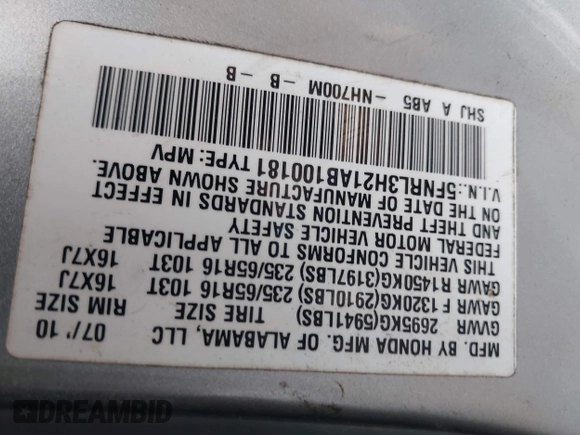 MFD. BY HONDA MFG. OF ALABAMA, LLC 07/'10
GVWR 2695KG(5941LBS) TIRE SIZE RIM SIZE
GAWR F 1320KG(2910LBS) 235/65R16 103T 16X7J
GAWR R1450KG(3197LBS) 235/65R16 103T 16X7J
THIS VEHICLE CONFORMS TO ALL APPLICABLE
FEDERAL MOTOR VEHICLE SAFETY
AND THEFT PREVENTION STANDARDS IN EFFECT
ON THE DATE OF MANUFACTURE SHOWN ABOVE.
V.I.N.:5FNRL3H21AB100181 TYPE: MPV
-NH700M -B -B
SHJ A AB5
DREAMBID